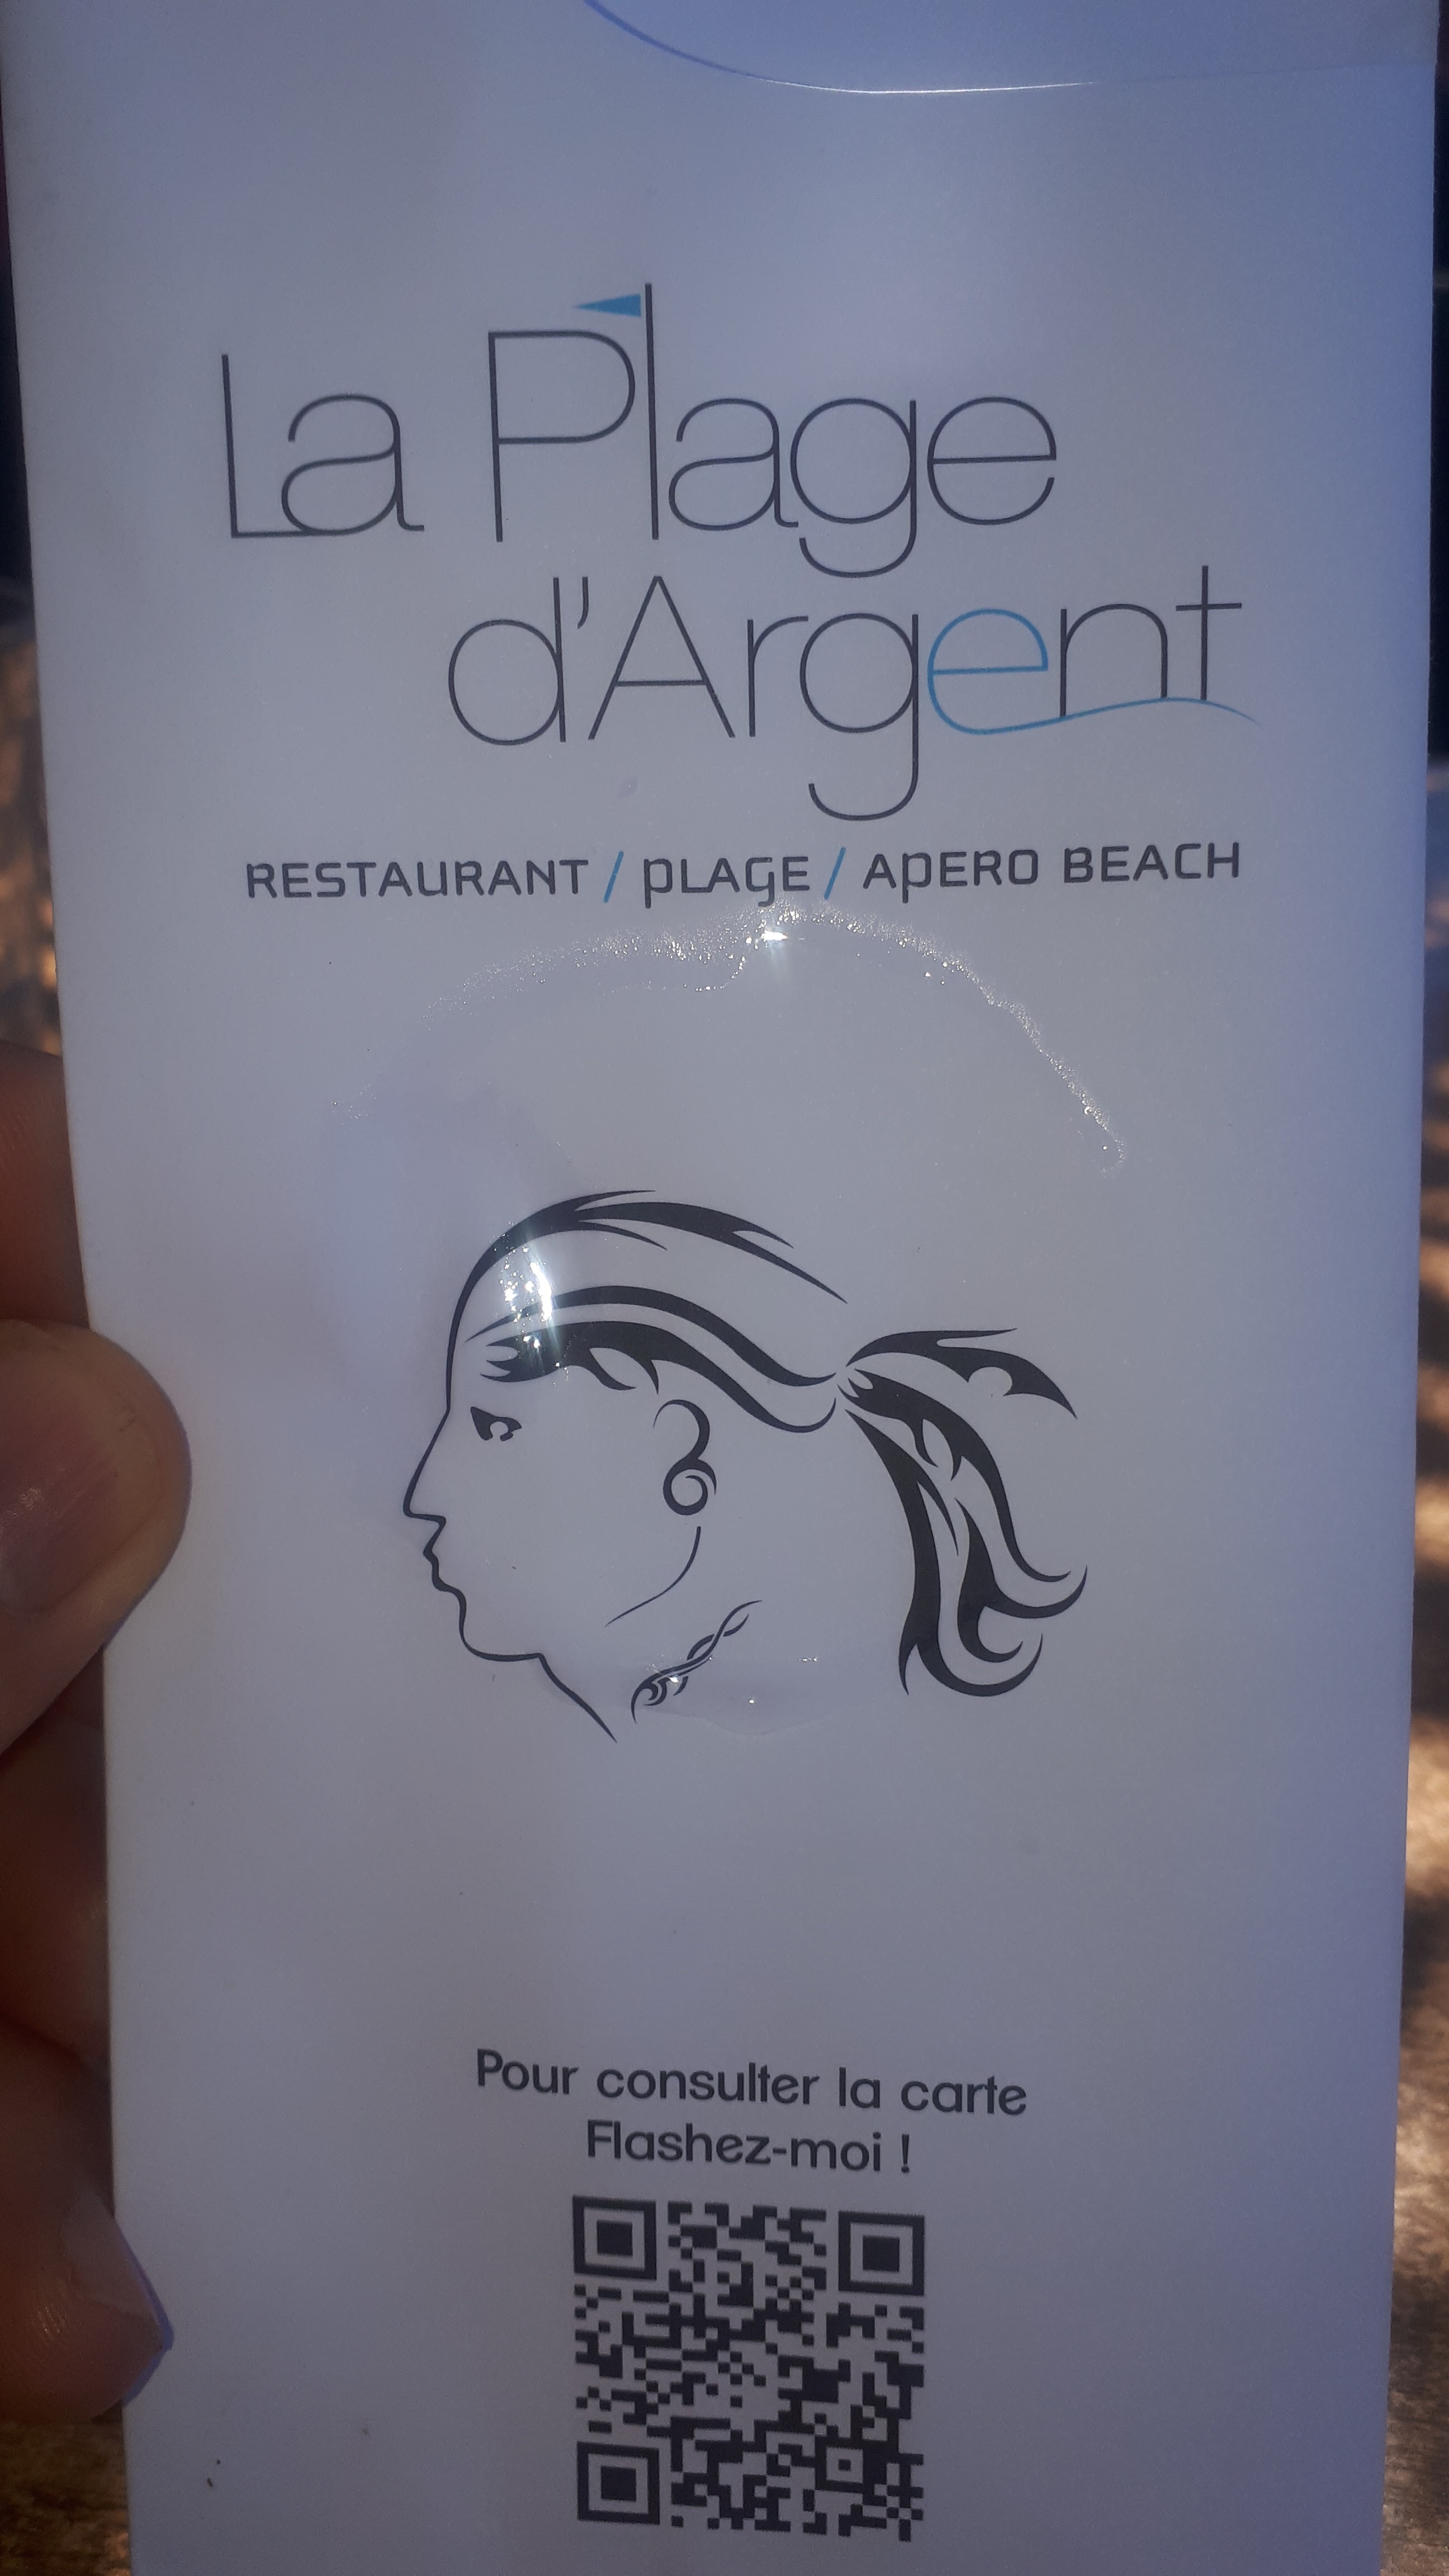 La Plage
d'Argent
RESTAURANT / PLAGE / APERO BEACH
Pour consulter la carte
Flashez-moi !